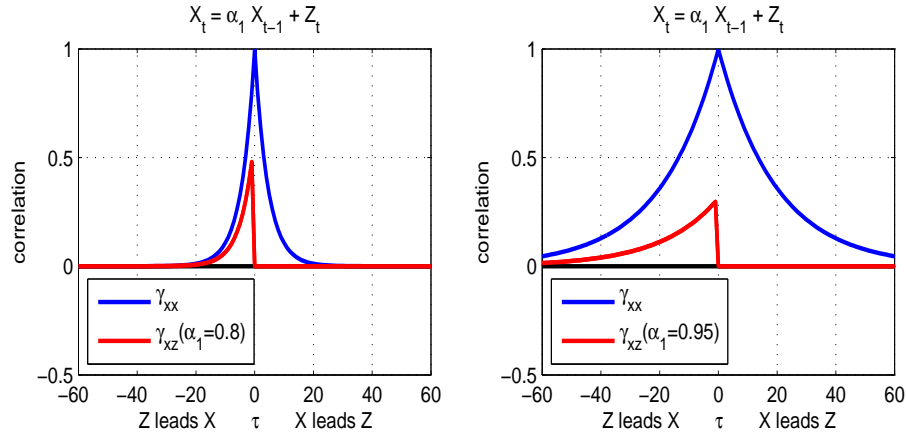 X_t = α_1 X_{t-1} + Z_t
1
0.5
0
−0.5
correlation
γ_xx
γ_xz(α_1=0.8)
−60 −40 −20 0 20 40 60
Z leads X τ X leads Z
X_t = α_1 X_{t-1} + Z_t
1
0.5
0
−0.5
correlation
γ_xx
γ_xz(α_1=0.95)
−60 −40 −20 0 20 40 60
Z leads X τ X leads Z